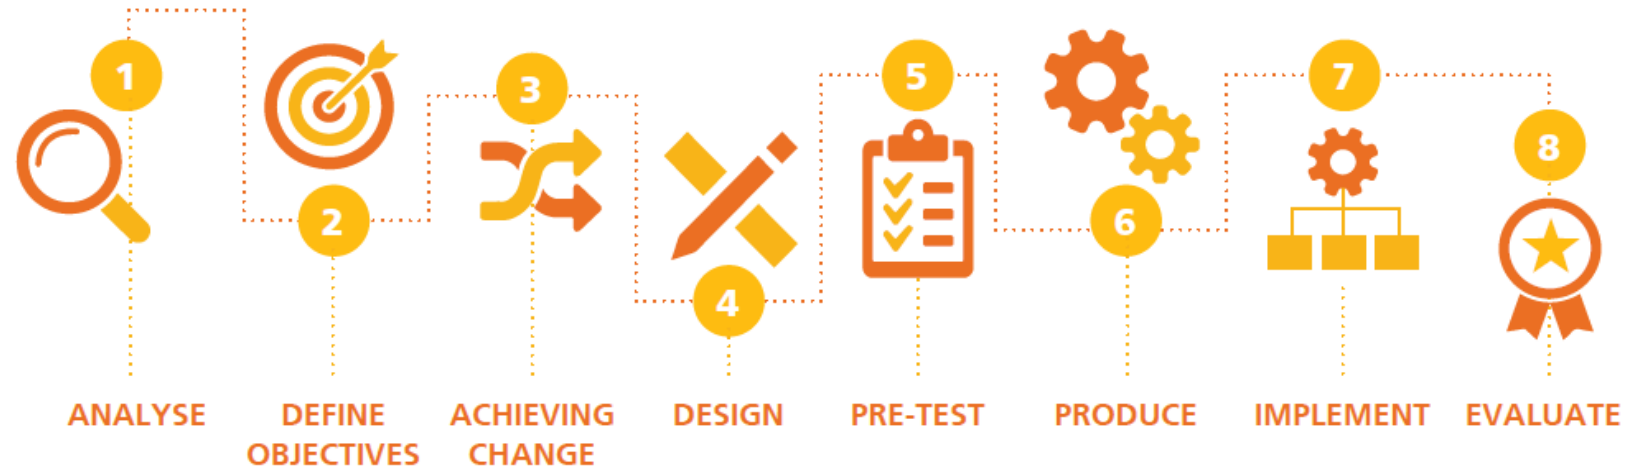 1
2
3
4
5
6
7
8
ANALYSE
DEFINE
OBJECTIVES
ACHIEVING
CHANGE
DESIGN
PRE-TEST
PRODUCE
IMPLEMENT
EVALUATE